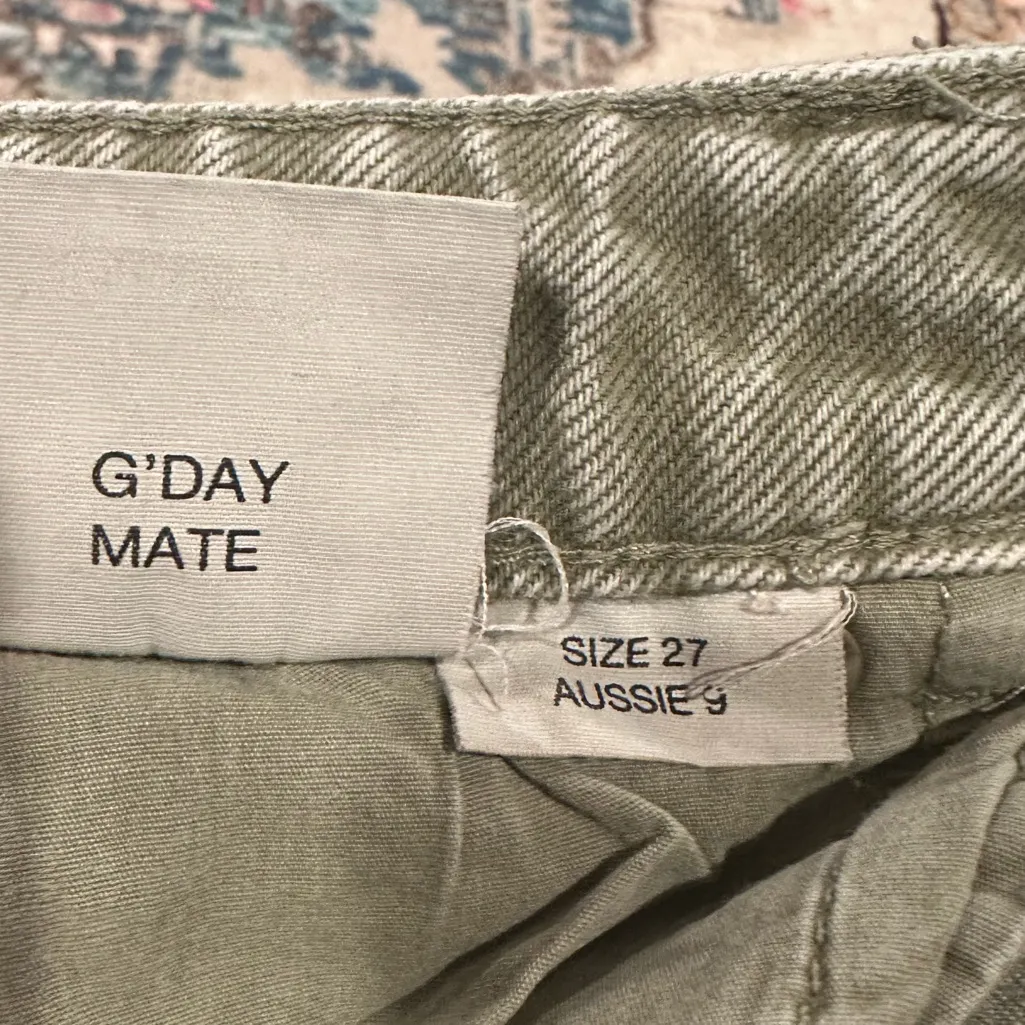 G'DAY
MATE
SIZE 27
AUSSIE 9